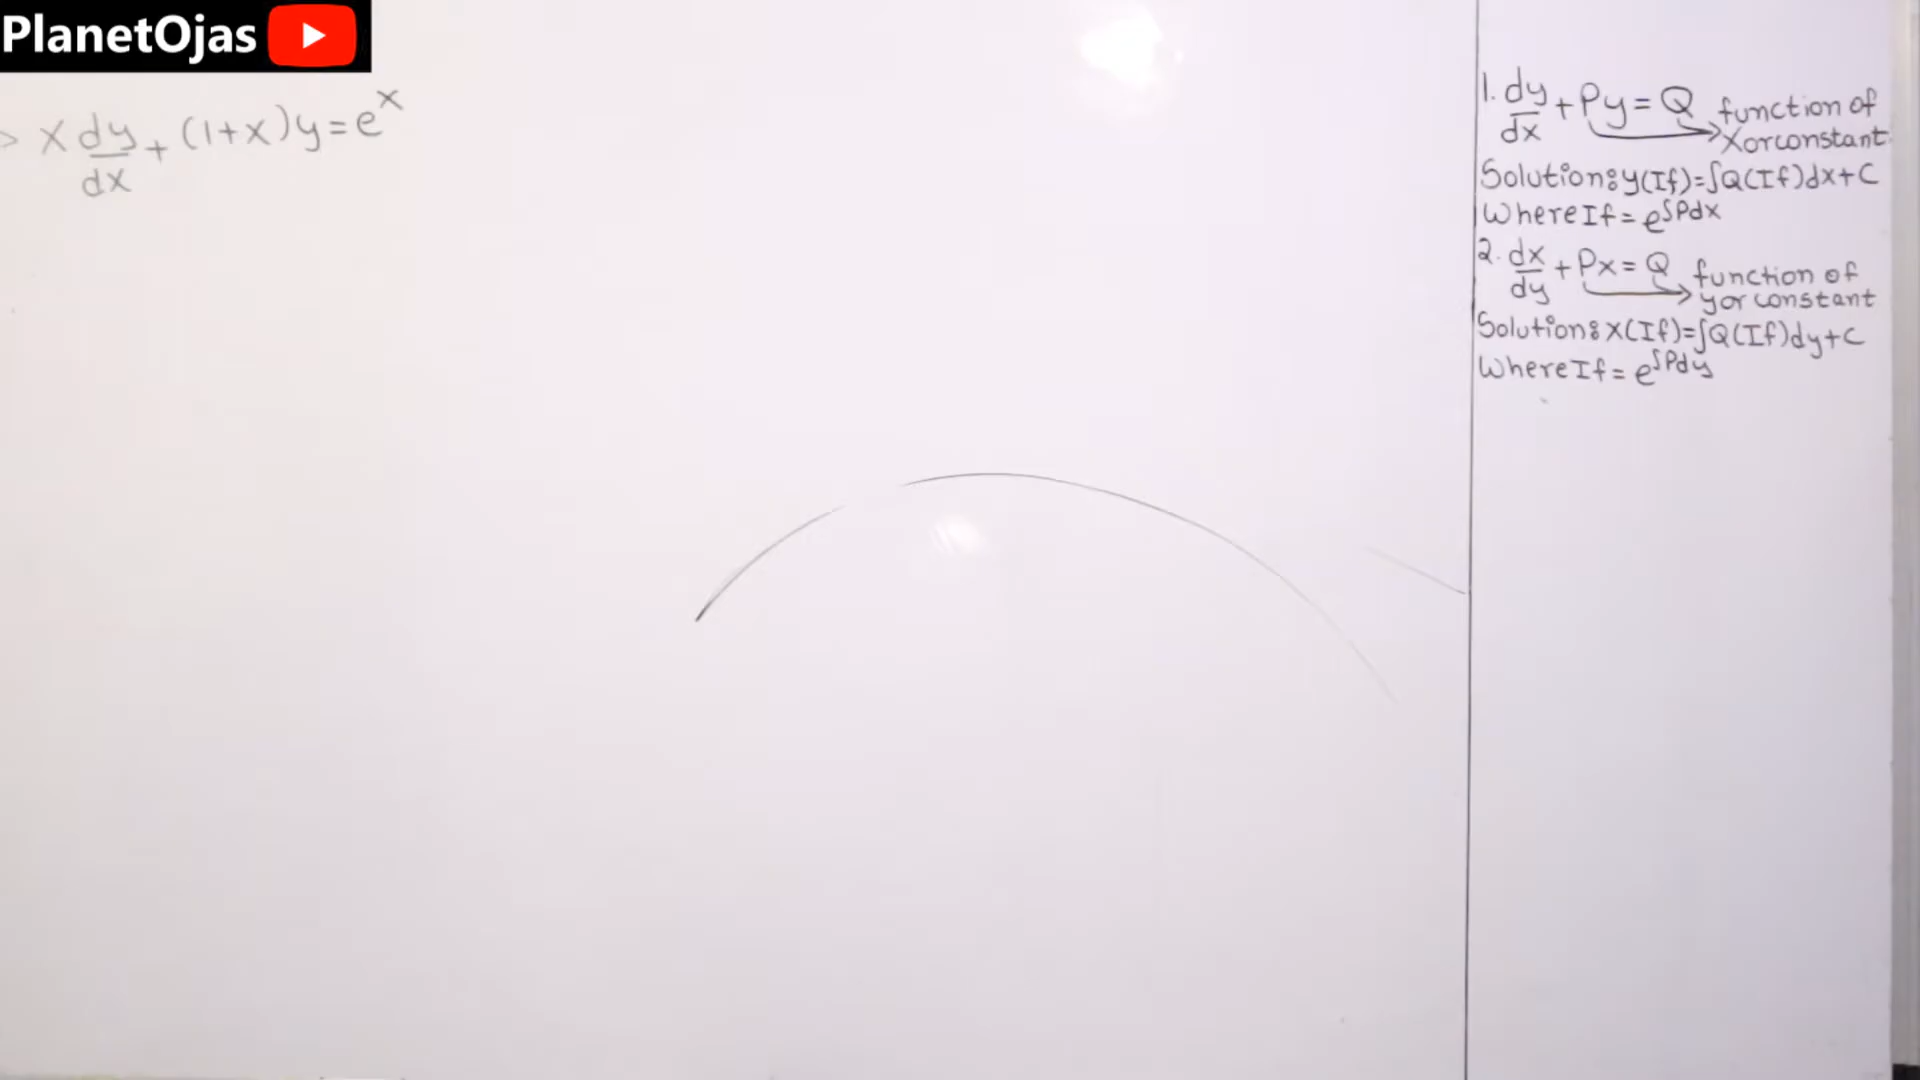 PlanetOjas
> x dy/dx + (1+x)y = e^x
1. dy/dx + Py = Q function of
x or constant
Solution: y(If)=∫Q(If)dx+C
Where If = e^∫Pdx
2. dx/dy + Px = Q function of
y or constant
Solution: x(If)=∫Q(If)dy+C
Where If = e^∫Pdy